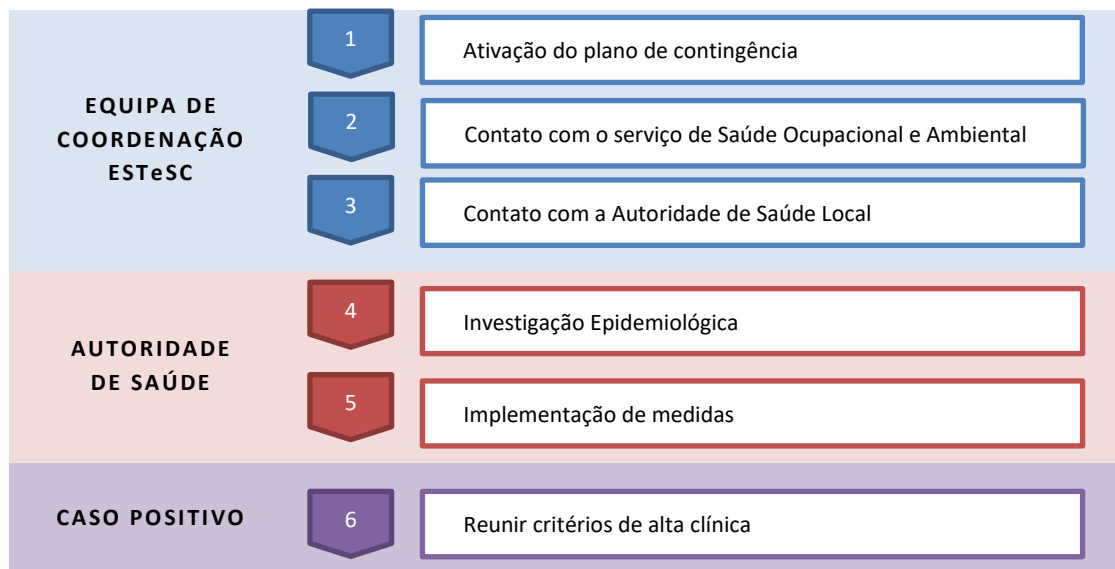 EQUIPA DE
COORDENAÇÃO
ESTeSC
1
Ativação do plano de contingência
2
Contato com o serviço de Saúde Ocupacional e Ambiental
3
Contato com a Autoridade de Saúde Local
AUTORIDADE
DE SAÚDE
4
Investigação Epidemiológica
5
Implementação de medidas
CASO POSITIVO
6
Reunir critérios de alta clínica